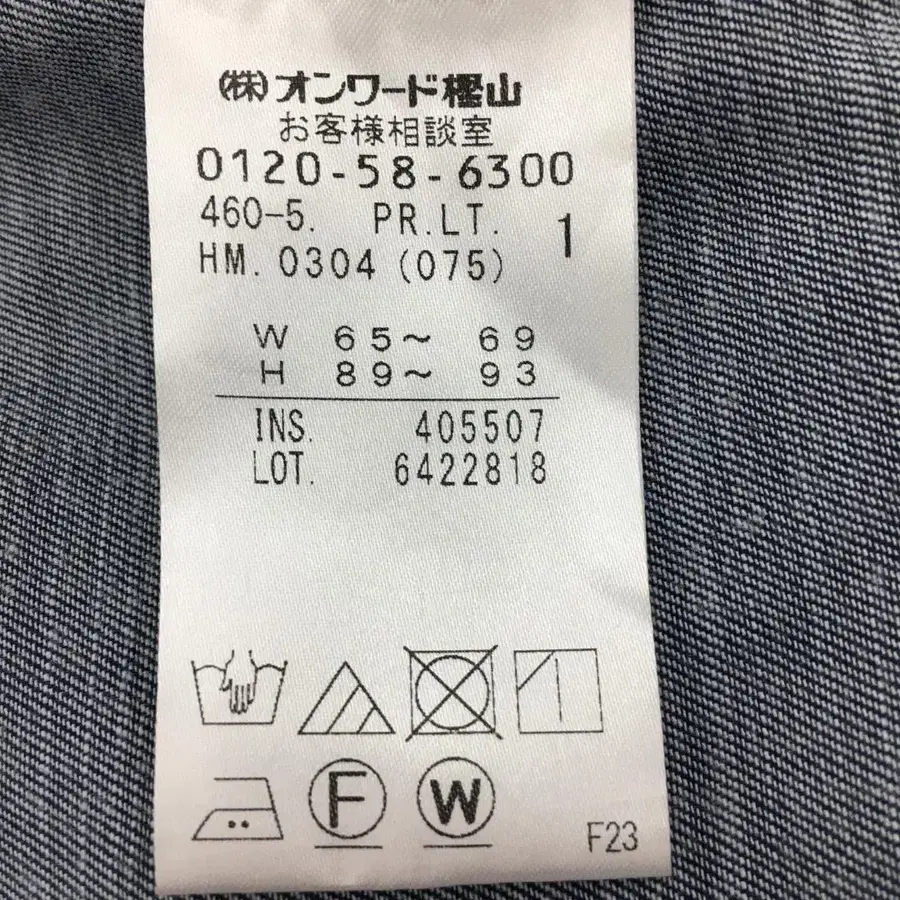 (株)オンワード樫山
お客様相談室
0120-58-6300
460-5. PR.LT. 1
HM. 0304 (075)
W 65～ 69
H 89～ 93
INS. 405507
LOT. 6422818
F W
F23